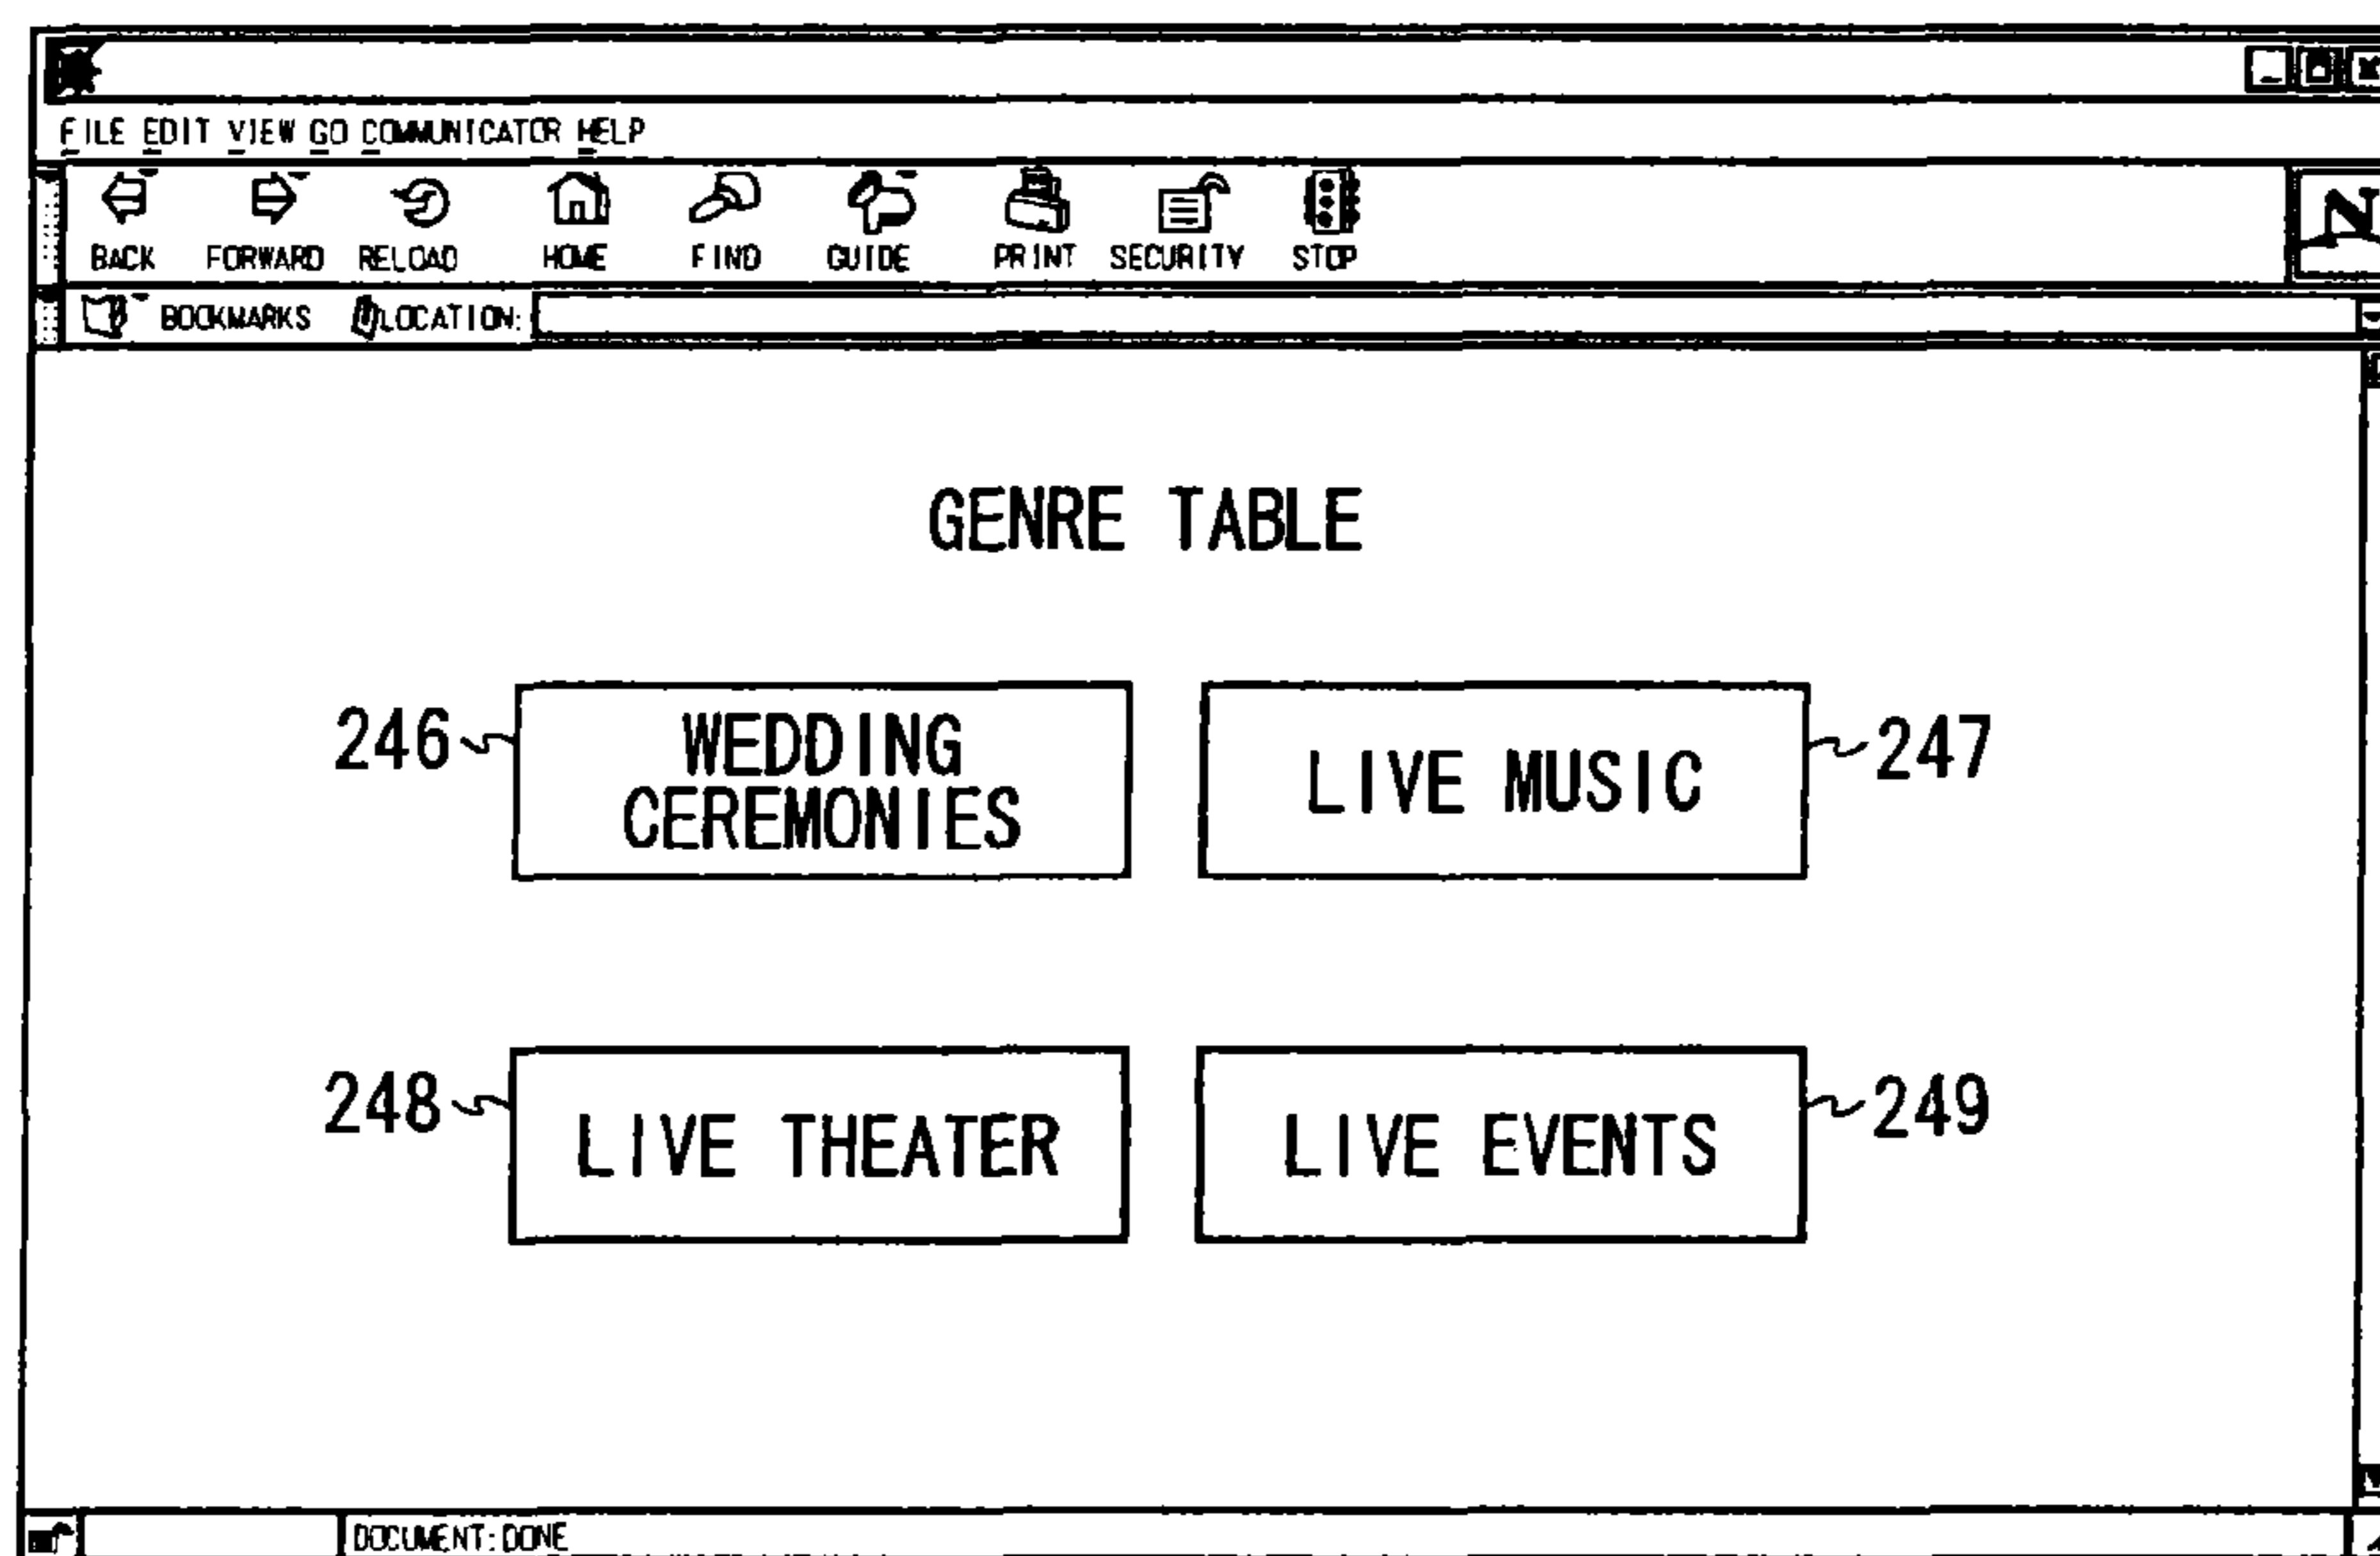 FILE EDIT VIEW GO COMMUNICATOR HELP
BACK FORWARD RELOAD HOME FIND GUIDE PRINT SECURITY STOP
N
BOOKMARKS LOCATION:
GENRE TABLE
246 WEDDING CEREMONIES
LIVE MUSIC 247
248 LIVE THEATER
LIVE EVENTS 249
DOCUMENT: DONE